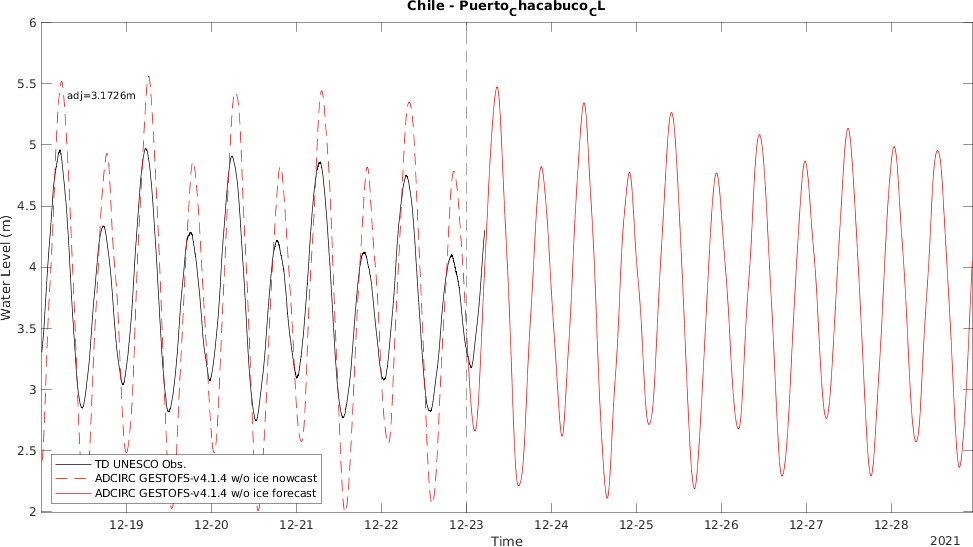 Chile - Puerto_Chacabuco_CL
6
5.5
adj=3.1726m
5
4.5
4
3.5
3
2.5
2
Water Level (m)
TD UNESCO Obs.
ADCIRC GESTOFS-v4.1.4 w/o ice nowcast
ADCIRC GESTOFS-v4.1.4 w/o ice forecast
12-19 12-20 12-21 12-22 12-23 12-24 12-25 12-26 12-27 12-28
Time
2021